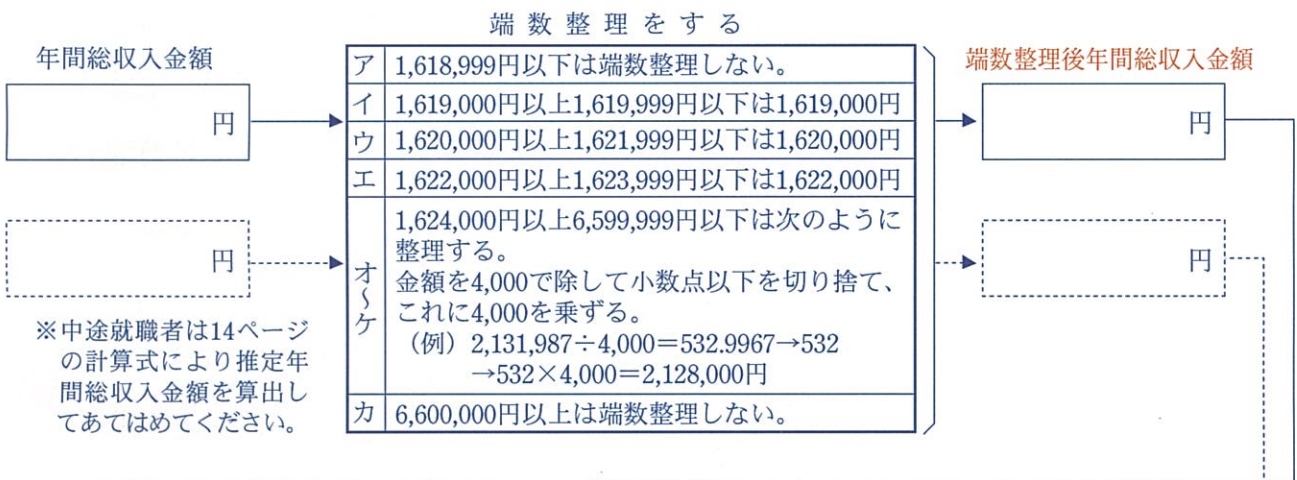 端数整理をする
年間総収入金額
円
円
※中途就職者は14ページ
の計算式により推定年
間総収入金額を算出し
てあてはめてください。
ア 1,618,999円以下は端数整理しない。
イ 1,619,000円以上1,619,999円以下は1,619,000円
ウ 1,620,000円以上1,621,999円以下は1,620,000円
エ 1,622,000円以上1,623,999円以下は1,622,000円
オ〜ケ
1,624,000円以上6,599,999円以下は次のように
整理する。
金額を4,000で除して小数点以下を切り捨て、
これに4,000を乗ずる。
（例）2,131,987÷4,000＝532.9967→532
→532×4,000＝2,128,000円
カ 6,600,000円以上は端数整理しない。
端数整理後年間総収入金額
円
円